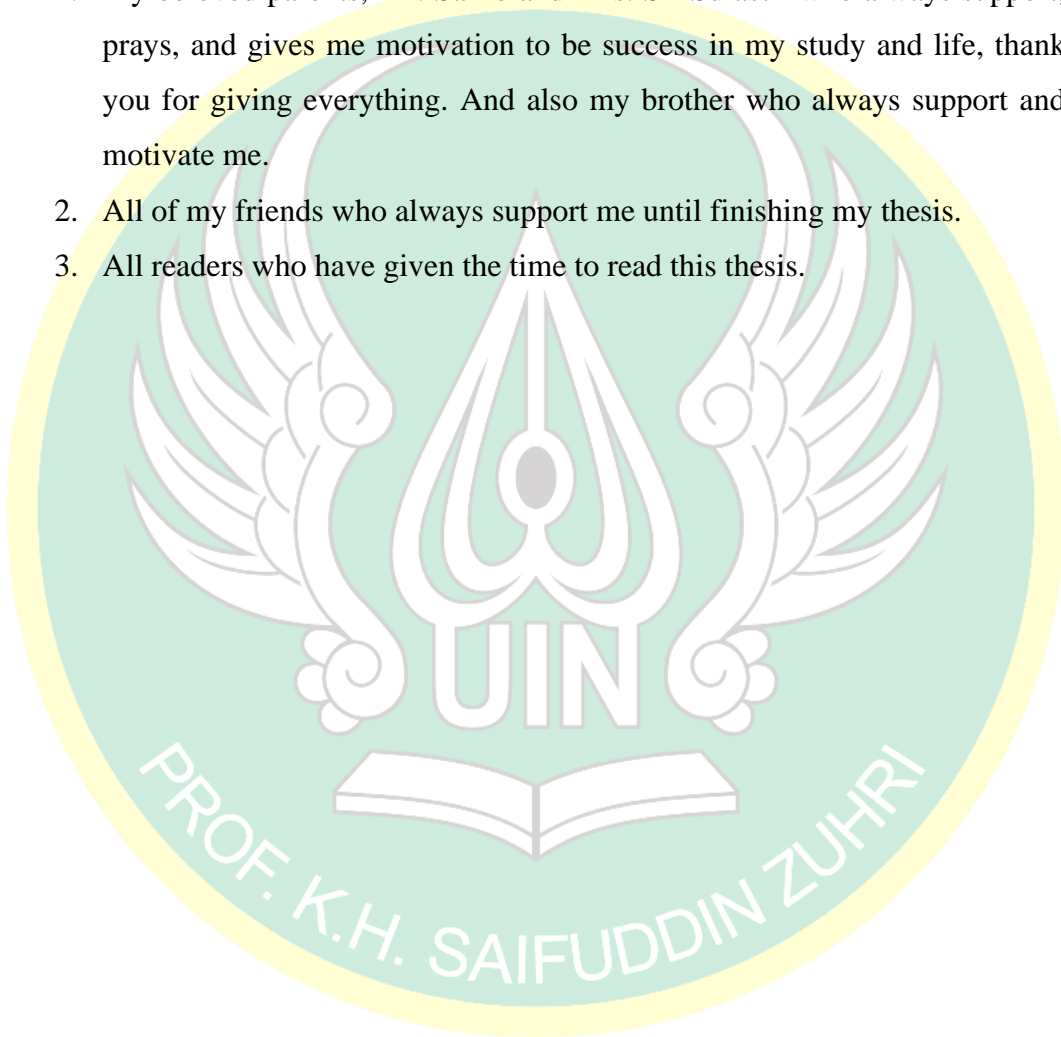 prays, and gives me motivation to be success in my study and life, thank
you for giving everything. And also my brother who always support and
motivate me.
2. All of my friends who always support me until finishing my thesis.
3. All readers who have given the time to read this thesis.
UIN
PROF. K.H. SAIFUDDIN ZUHRI